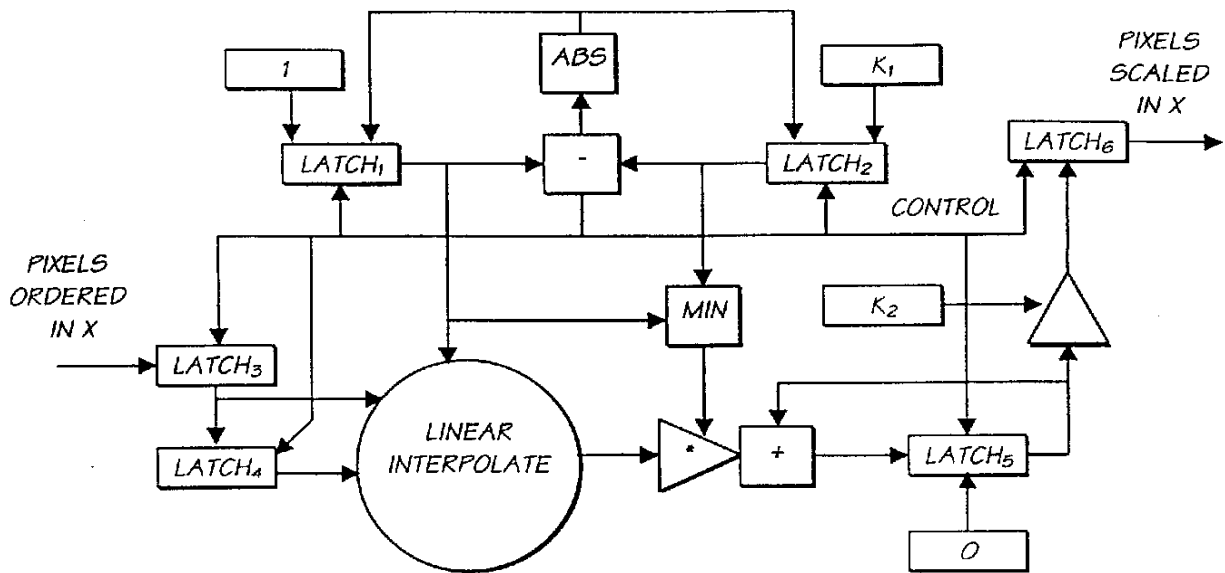 ABS
1
K₁
PIXELS
SCALED
IN X
LATCH₁
-
LATCH₂
LATCH₆
CONTROL
PIXELS
ORDERED
IN X
MIN
K₂
LATCH₃
LINEAR
INTERPOLATE
LATCH₄
*
+
LATCH₅
0